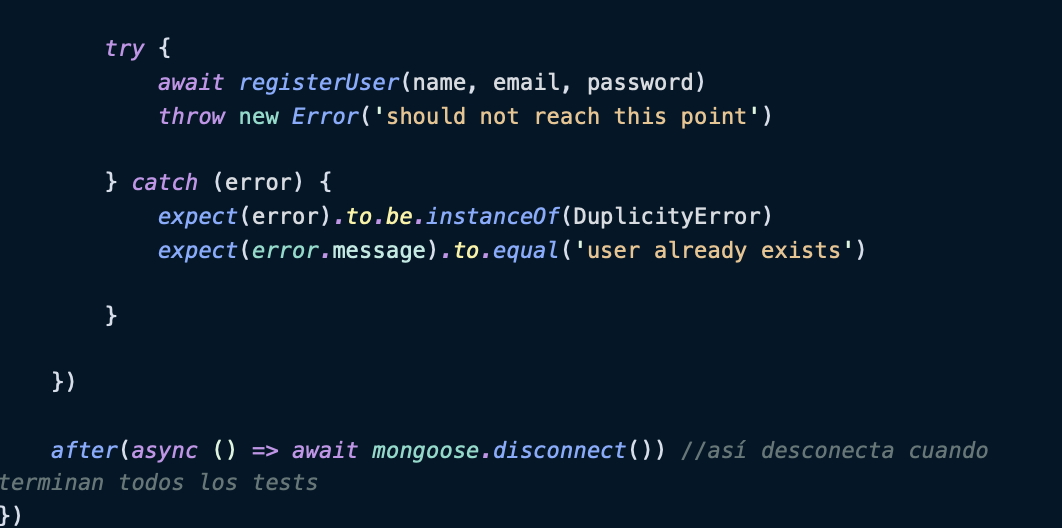 try {
await registerUser(name, email, password)
throw new Error('should not reach this point')
} catch (error) {
expect(error).to.be.instanceOf(DuplicityError)
expect(error.message).to.equal('user already exists')
}
})
after(async () => await mongoose.disconnect()) //así desconecta cuando
terminan todos los tests
})